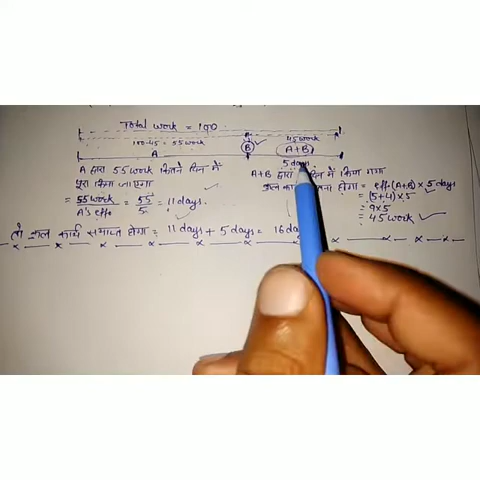 Total work = 100
100-45 = 55 work
45 work
A
B
A+B
5 days
A द्वारा 55 work कितने दिन में
पूरा किया जाएगा
= 55 work / A's eff = 55 / 5 = 11 days.
A+B द्वारा दिन में किया गया
कुल का होगा = eff(A+B) × 5 days
= (5+4) × 5
= 9×5
= 45 work
तो कुल कार्य समाप्त होगा = 11 days + 5 days = 16 da